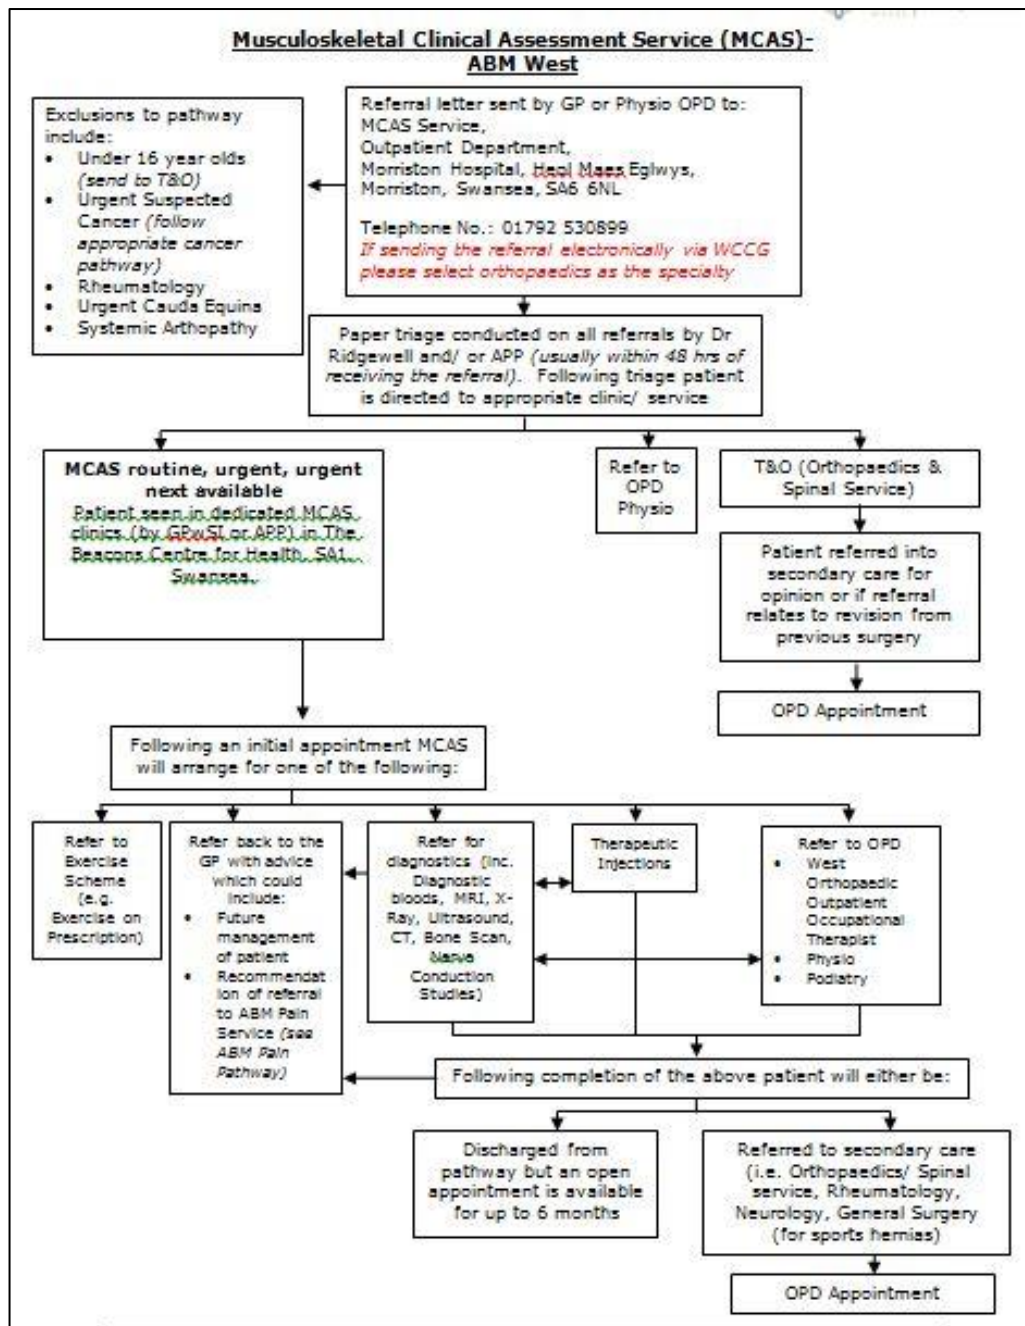 Musculoskeletal Clinical Assessment Service (MCAS)-
ABM West
Exclusions to pathway
include:
• Under 16 year olds
(send to T&O)
• Urgent Suspected
Cancer (follow
appropriate cancer
pathway)
• Rheumatology
• Urgent Cauda Equina
• Systemic Arthopathy
Referral letter sent by GP or Physio OPD to:
MCAS Service,
Outpatient Department,
Morriston Hospital, Heol Maes Eglwys,
Morriston, Swansea, SA6 6NL
Telephone No.: 01792 530899
If sending the referral electronically via WCCG
please select orthopaedics as the specialty
Paper triage conducted on all referrals by Dr
Ridgewell and/ or APP (usually within 48 hrs of
receiving the referral). Following triage patient
is directed to appropriate clinic/ service
MCAS routine, urgent, urgent
next available
Patient seen in dedicated MCAS
clinics (by GPwSI or APP) in The
Beacons Centre for Health, SA1,
Swansea.
Refer to
OPD
Physio
T&O (Orthopaedics &
Spinal Service)
Patient referred into
secondary care for
opinion or if referral
relates to revision from
previous surgery
OPD Appointment
Following an initial appointment MCAS
will arrange for one of the following:
Refer to
Exercise
Scheme
(e.g.
Exercise on
Prescription)
Refer back to the
GP with advice
which could
include:
• Future
management
of patient
• Recommendat
ion of referral
to ABM Pain
Service (see
ABM Pain
Pathway)
Refer for
diagnostics (inc.
Diagnostic
bloods, MRI, X-
Ray, Ultrasound,
CT, Bone Scan,
Nerve
Conduction
Studies)
Therapeutic
Injections
Refer to OPD
• West
Orthopaedic
Outpatient
Occupational
Therapist
• Physio
• Podiatry
Following completion of the above patient will either be:
Discharged from
pathway but an open
appointment is available
for up to 6 months
Referred to secondary care
(i.e. Orthopaedics/ Spinal
service, Rheumatology,
Neurology, General Surgery
(for sports hernias)
OPD Appointment